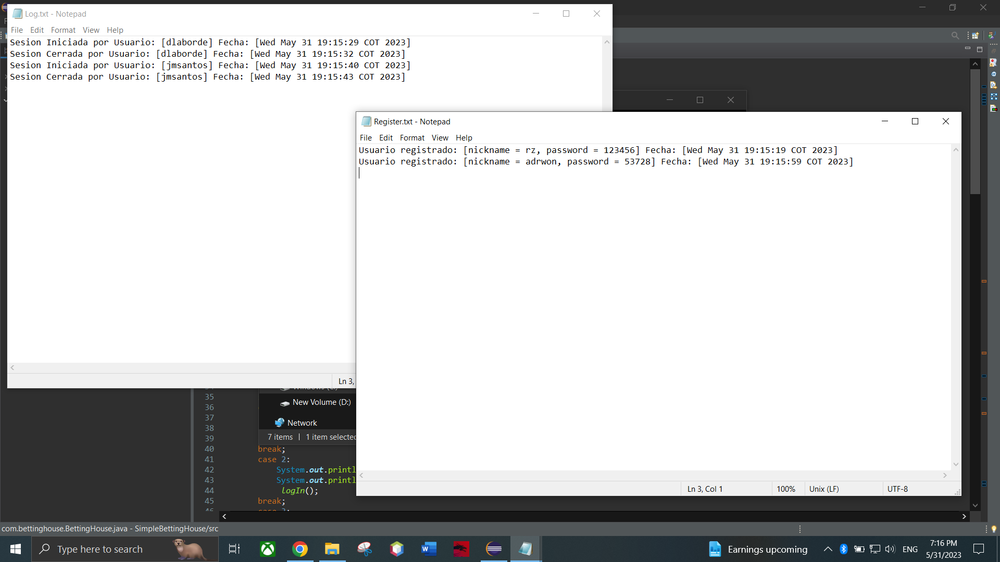 Log.txt - Notepad
File Edit Format View Help
Sesion Iniciada por Usuario: [dlaborde] Fecha: [Wed May 31 19:15:29 COT 2023]
Sesion Cerrada por Usuario: [dlaborde] Fecha: [Wed May 31 19:15:32 COT 2023]
Sesion Iniciada por Usuario: [jmsantos] Fecha: [Wed May 31 19:15:40 COT 2023]
Sesion Cerrada por Usuario: [jmsantos] Fecha: [Wed May 31 19:15:43 COT 2023]
Ln 3,
Register.txt - Notepad
File Edit Format View Help
Usuario registrado: [nickname = rz, password = 123456] Fecha: [Wed May 31 19:15:19 COT 2023]
Usuario registrado: [nickname = adrwon, password = 53728] Fecha: [Wed May 31 19:15:59 COT 2023]
Ln 3, Col 1 100% Unix (LF) UTF-8
New Volume (D:)
Network
7 items 1 item selected
35
36
37
38
39
40 break;
41 case 2:
42 System.out.printl
43 System.out.printl
44 logIn();
45 break;
com.bettinghouse.BettingHouse.java - SimpleBettingHouse/src
Type here to search
Earnings upcoming
ENG
7:16 PM
5/31/2023